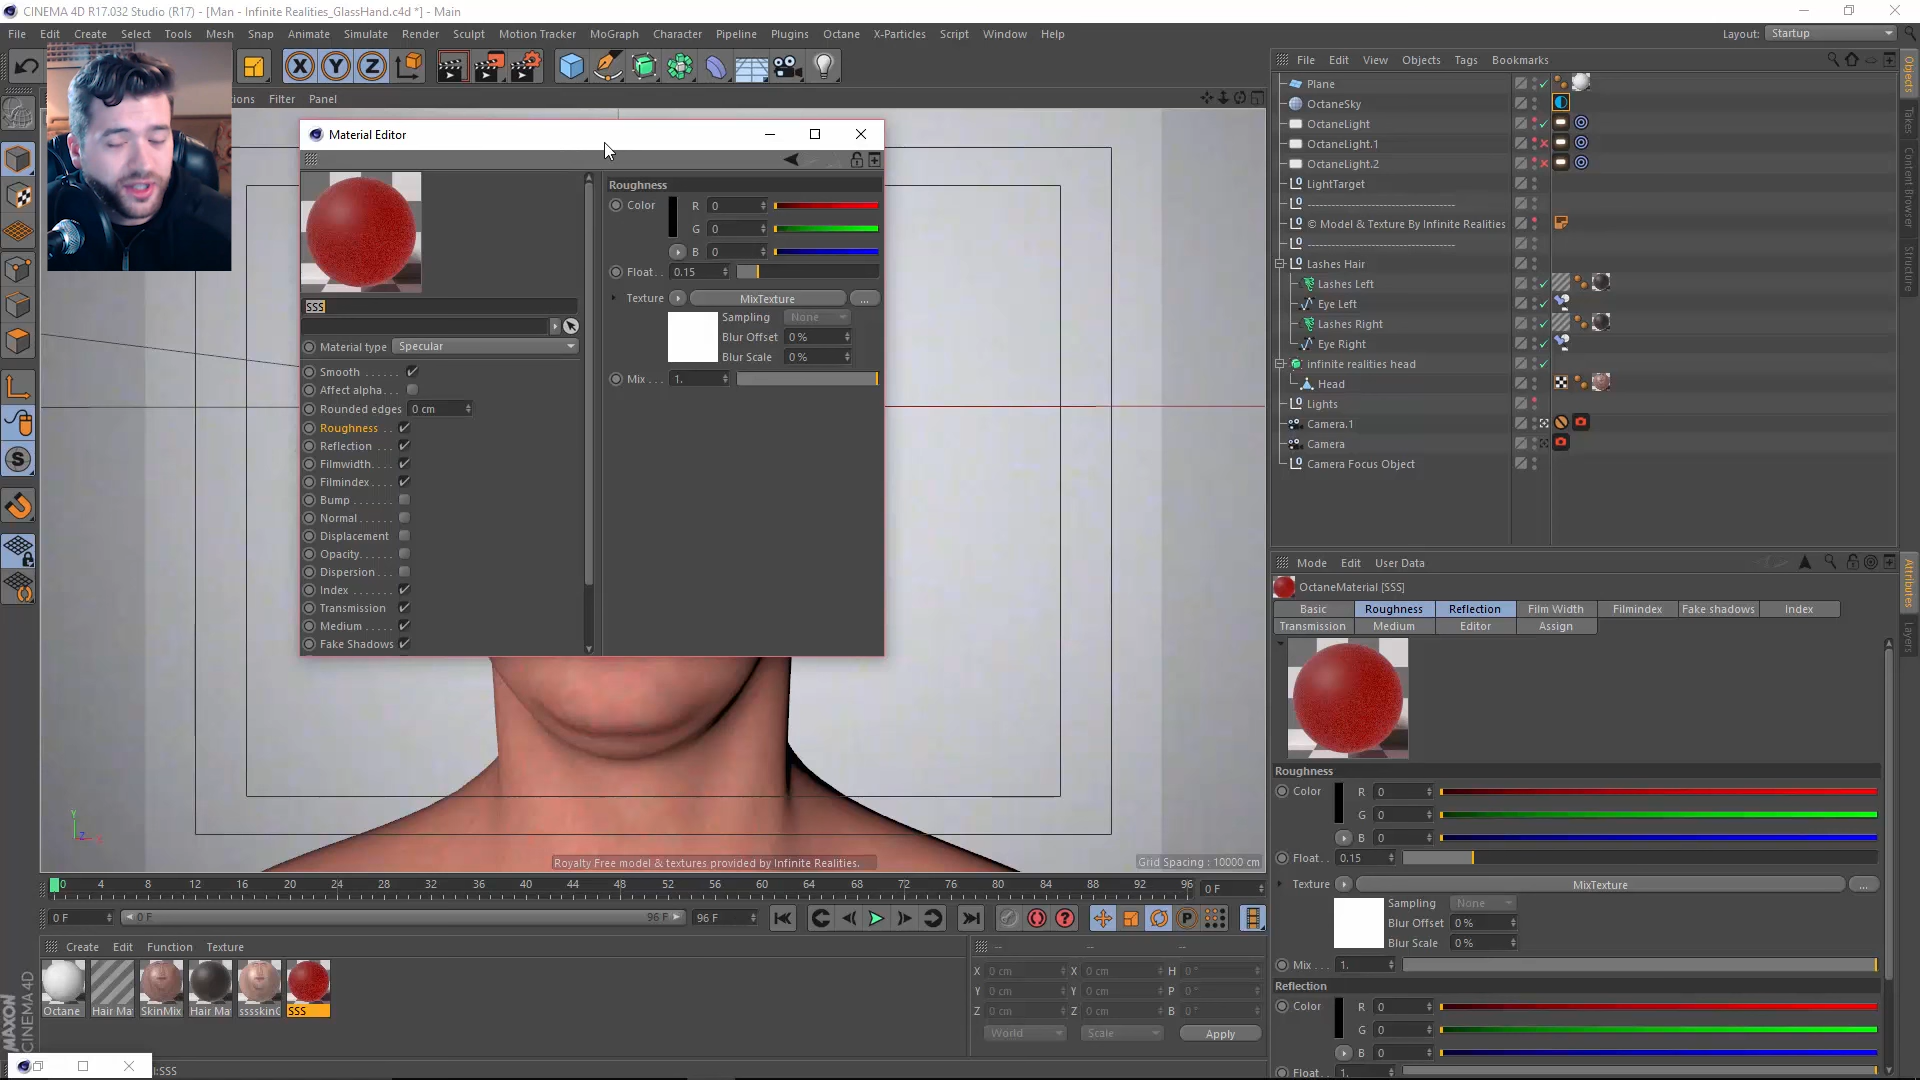 CINEMA 4D R17.032 Studio (R17) - [Man - Infinite Realities_GlassHand.c4d *] - Main
File Edit Create Select Tools Mesh Snap Animate Simulate Render Sculpt Motion Tracker MoGraph Character Pipeline Plugins Octane X-Particles Script Window Help
Layout: Startup
X Y Z
File Edit View Objects Tags Bookmarks
Filter Panel
Plane
OctaneSky
OctaneLight
OctaneLight.1
OctaneLight.2
LightTarget
-------------------------------------
© Model & Texture By Infinite Realities
-------------------------------------
Lashes Hair
Lashes Left
Eye Left
Lashes Right
Eye Right
infinite realities head
Head
Lights
Camera.1
Camera
Camera Focus Object
Objects
Takes
Content Browser
Structure
Material Editor
SSS
Material type Specular
Smooth
Affect alpha
Rounded edges 0 cm
Roughness
Reflection
Filmwidth
Filmindex
Bump
Normal
Displacement
Opacity
Dispersion
Index
Transmission
Medium
Fake Shadows
Roughness
Color R 0
G 0
B 0
Float 0.15
Texture MixTexture ...
Sampling None
Blur Offset 0 %
Blur Scale 0 %
Mix 1.
Royalty Free model & textures provided by Infinite Realities.
Grid Spacing : 10000 cm
0 4 8 12 16 20 24 28 32 36 40 44 48 52 56 60 64 68 72 76 80 84 88 92 96 0 F
0 F 0 F 96 F 96 F
Create Edit Function Texture
Octane Hair Ma SkinMix Hair Ma sssskinC SSS
-- -- --
X 0 cm X 0 cm H 0 °
Y 0 cm Y 0 cm P 0 °
Z 0 cm Z 0 cm B 0 °
World Scale Apply
MAXON
CINEMA 4D
Mode Edit User Data
OctaneMaterial [SSS]
Basic Roughness Reflection Film Width Filmindex Fake shadows Index
Transmission Medium Editor Assign
Roughness
Color R 0
G 0
B 0
Float 0.15
Texture MixTexture ...
Sampling None
Blur Offset 0 %
Blur Scale 0 %
Mix 1.
Reflection
Color R 0
G 0
B 0
Float 1.
Attributes
Layers